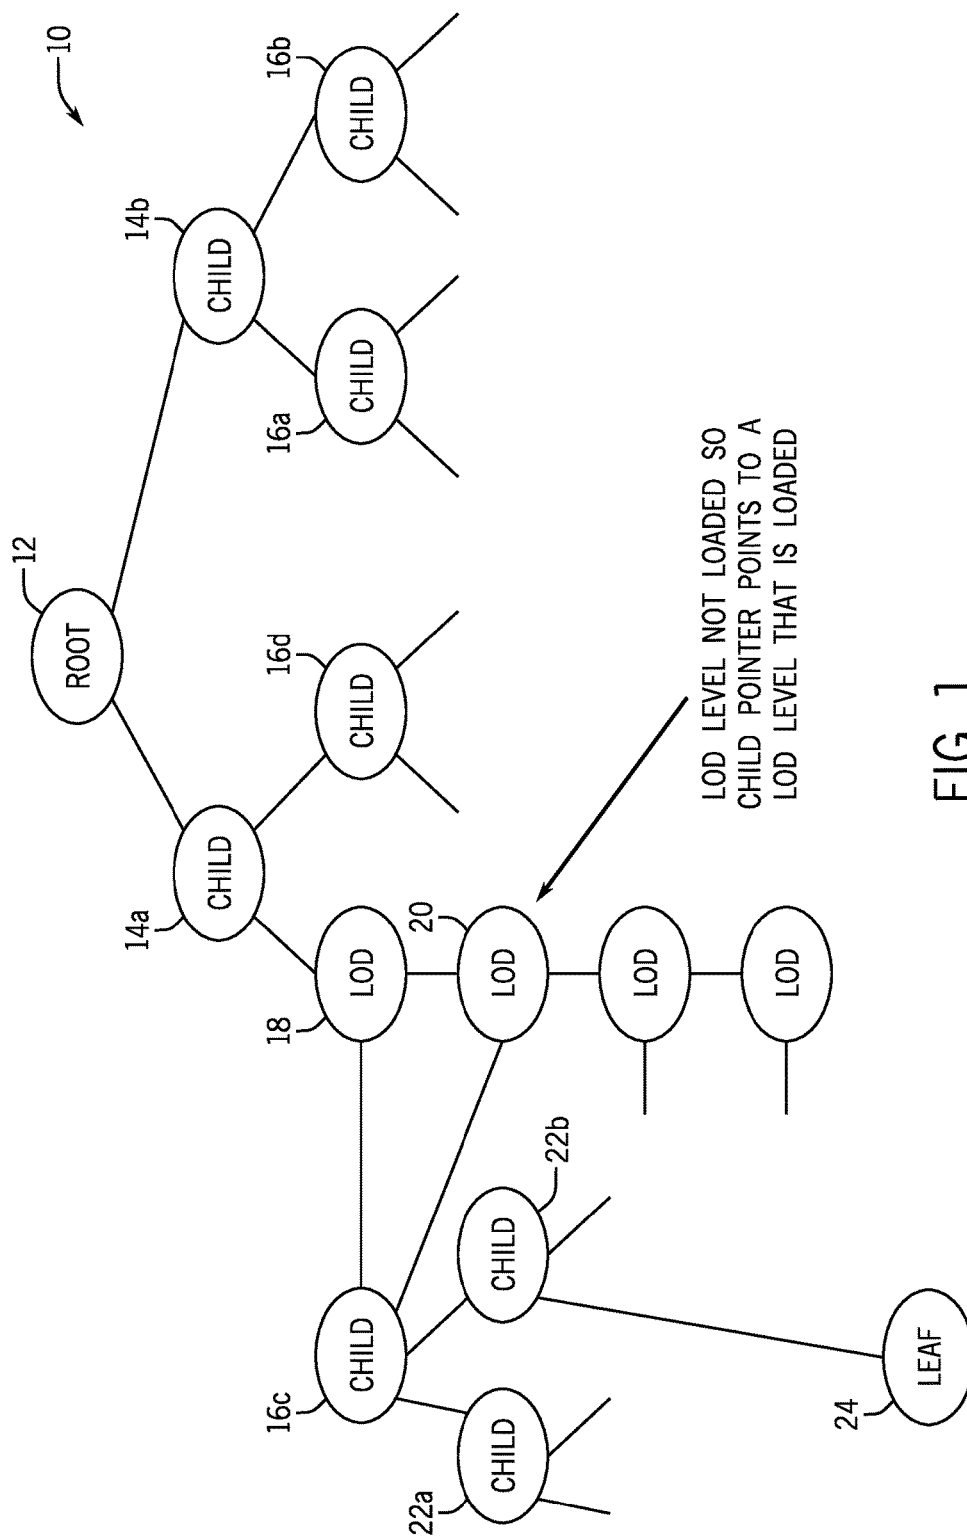 10
12
ROOT
14a
CHILD
14b
CHILD
18
LOD
16d
CHILD
16a
CHILD
16b
CHILD
16c
CHILD
20
LOD
22a
CHILD
22b
CHILD
LOD
LOD
24
LEAF
LOD LEVEL NOT LOADED SO
CHILD POINTER POINTS TO A
LOD LEVEL THAT IS LOADED
FIG. 1